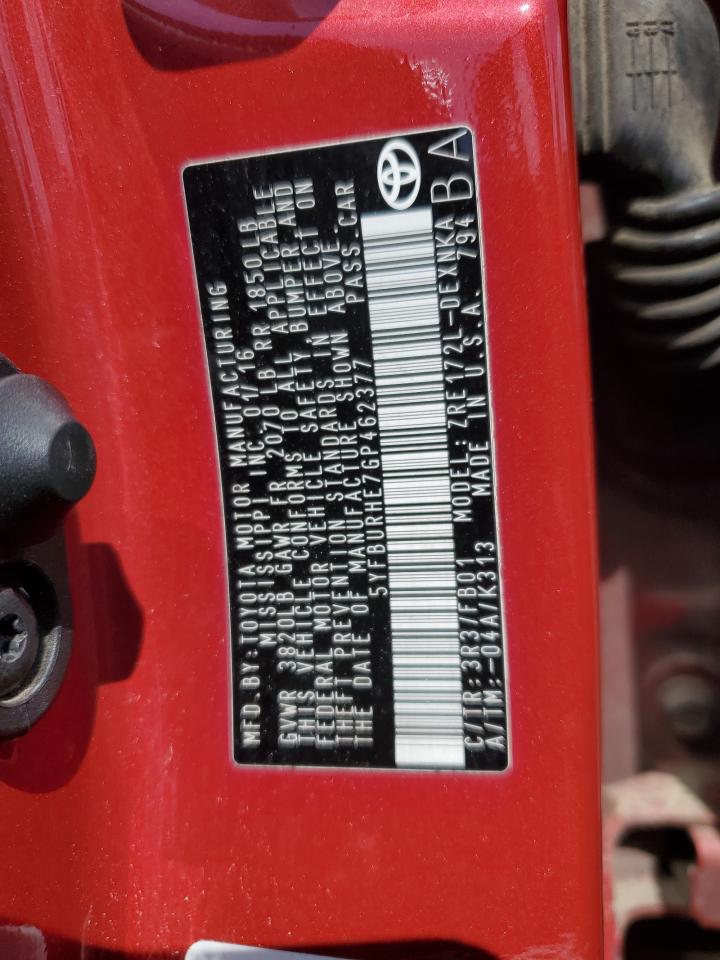 MFD. BY: TOYOTA MOTOR MANUFACTURING
MISSISSIPPI INC. 01/16
GVWR 3820LB GAWR FR 2070 LB RR 1850LB
THIS VEHICLE CONFORMS TO ALL APPLICABLE
FEDERAL MOTOR VEHICLE SAFETY BUMPER AND
THEFT PREVENTION STANDARDS IN EFFECT ON
THE DATE OF MANUFACTURE SHOWN ABOVE.
5YFBURHE7GP462377 PASS. CAR
C/TR: 3R3/FB01 MODEL: ZRE172L-DEXNKA
A/TM:-04A/K313 MADE IN U.S.A. 794
BA